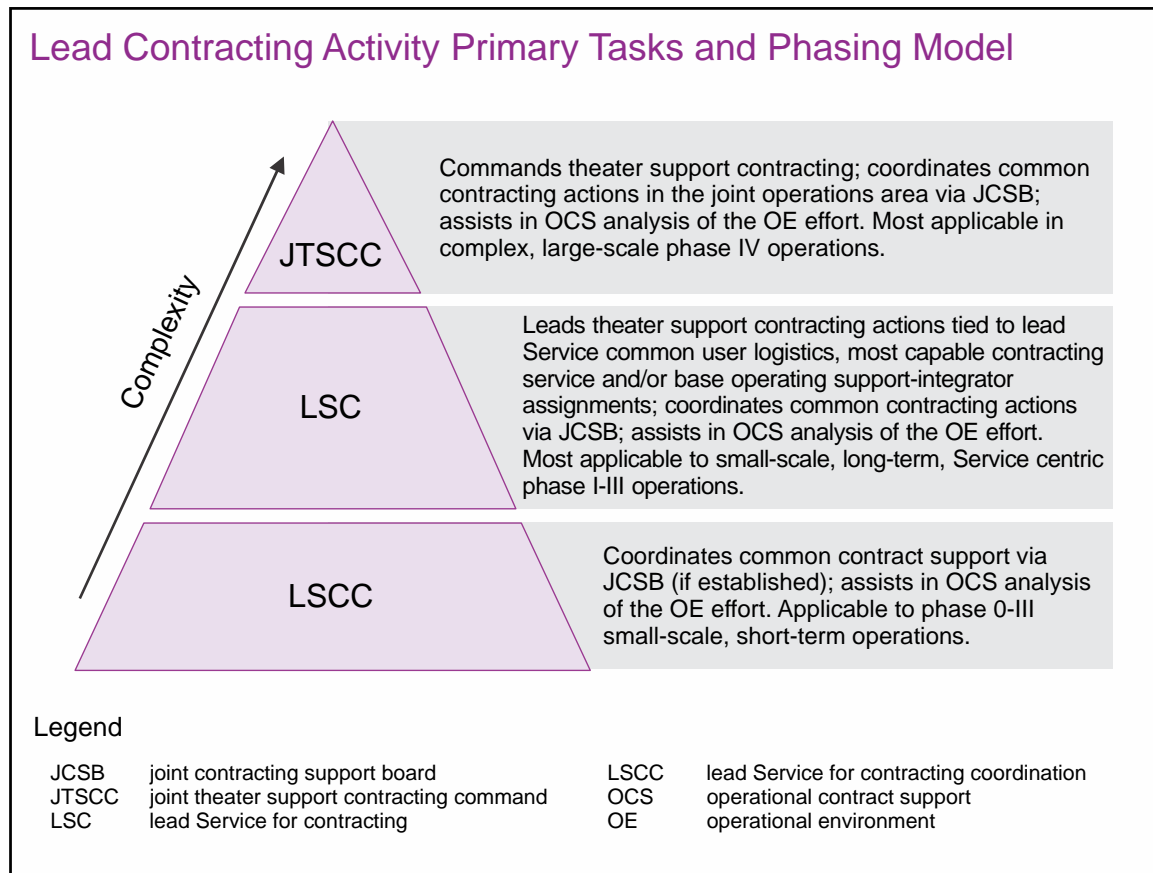 Lead Contracting Activity Primary Tasks and Phasing Model
Complexity
JTSCC
Commands theater support contracting; coordinates common
contracting actions in the joint operations area via JCSB;
assists in OCS analysis of the OE effort. Most applicable in
complex, large-scale phase IV operations.
LSC
Leads theater support contracting actions tied to lead
Service common user logistics, most capable contracting
service and/or base operating support-integrator
assignments; coordinates common contracting actions
via JCSB; assists in OCS analysis of the OE effort.
Most applicable to small-scale, long-term, Service centric
phase I-III operations.
LSCC
Coordinates common contract support via
JCSB (if established); assists in OCS analysis
of the OE effort. Applicable to phase 0-III
small-scale, short-term operations.
Legend
JCSB joint contracting support board
JTSCC joint theater support contracting command
LSC lead Service for contracting
LSCC lead Service for contracting coordination
OCS operational contract support
OE operational environment